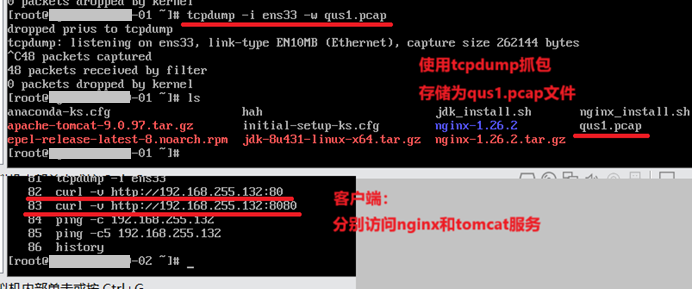 0 packets dropped by kernel
[root@ -01 ]# tcpdump -i ens33 -w qus1.pcap
dropped privs to tcpdump
tcpdump: listening on ens33, link-type EN10MB (Ethernet), capture size 262144 bytes
^C48 packets captured
48 packets received by filter
0 packets dropped by kernel
[root@ -01 ]# ls
anaconda-ks.cfg hah jdk_install.sh nginx_install.sh
apache-tomcat-9.0.97.tar.gz initial-setup-ks.cfg nginx-1.26.2 qus1.pcap
epel-release-latest-8.noarch.rpm jdk-8u431-linux-x64.tar.gz nginx-1.26.2.tar.gz
使用tcpdump抓包
存储为qus1.pcap文件
81 tcpdump -i ens33
82 curl -v http://192.168.255.132:80
83 curl -v http://192.168.255.132:8080
84 ping -c 192.168.255.132
85 ping -c5 192.168.255.132
86 history
[root@ -02 ~]# _
客户端：
分别访问nginx和tomcat服务
拟机内部单击或按 Ctrl+G